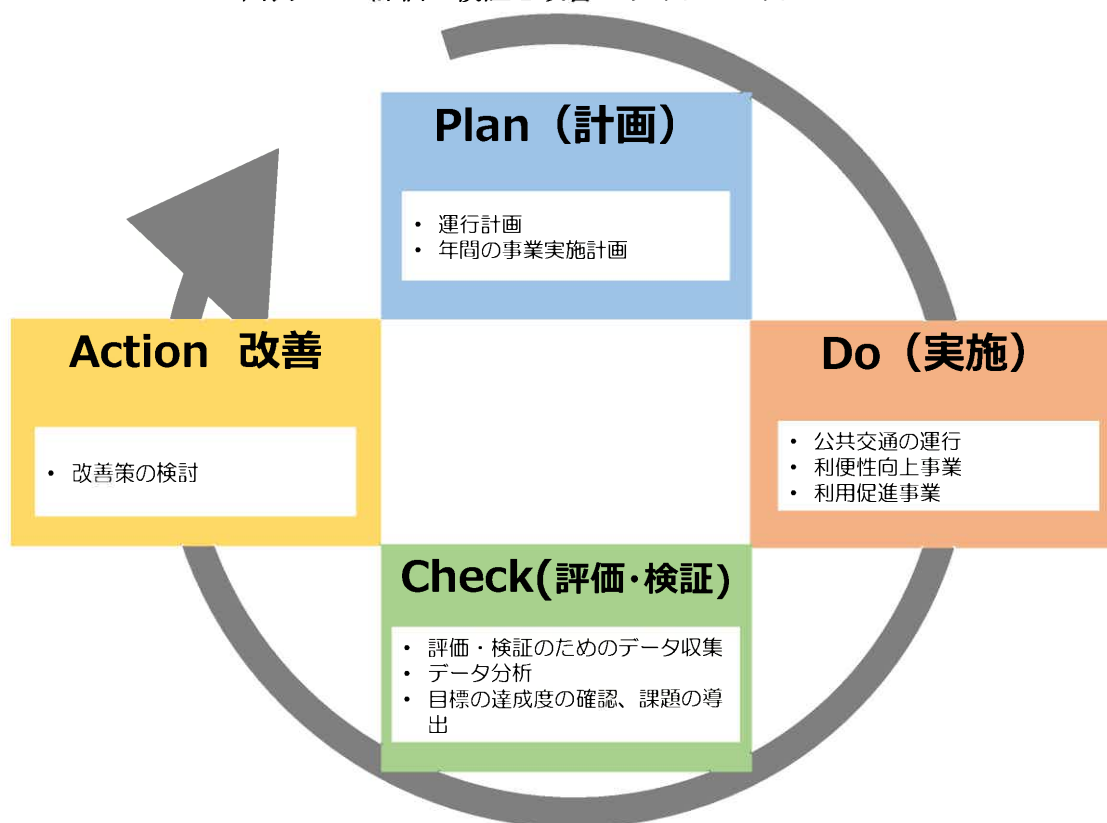 Plan（計画）
・ 運行計画
・ 年間の事業実施計画
Action 改善
・ 改善策の検討
Do（実施）
・ 公共交通の運行
・ 利便性向上事業
・ 利用促進事業
Check(評価・検証)
・ 評価・検証のためのデータ収集
・ データ分析
・ 目標の達成度の確認、課題の導
出